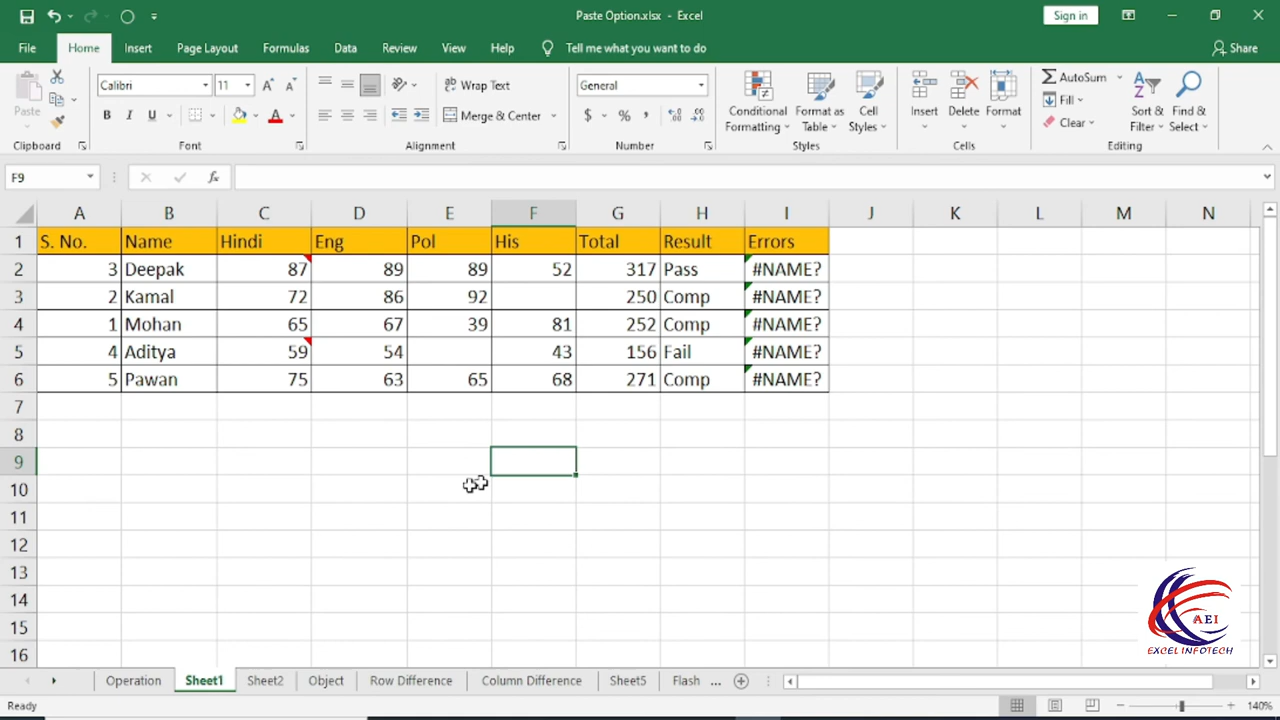 Paste Option.xlsx - Excel
Sign in
File Home Insert Page Layout Formulas Data Review View Help Tell me what you want to do Share
Paste
Calibri 11 A A
B I U A
Wrap Text
Merge & Center
General
$ %
Conditional Formatting
Format as Table
Cell Styles
Insert Delete Format
AutoSum
Fill
Clear
Sort & Filter
Find & Select
Clipboard Font Alignment Number Styles Cells Editing
F9 fx
A B C D E F G H I J K L M N
1 S. No. Name Hindi Eng Pol His Total Result Errors
2 3 Deepak 87 89 89 52 317 Pass #NAME?
3 2 Kamal 72 86 92 250 Comp #NAME?
4 1 Mohan 65 67 39 81 252 Comp #NAME?
5 4 Aditya 59 54 43 156 Fail #NAME?
6 5 Pawan 75 63 65 68 271 Comp #NAME?
7
8
9
10
11
12
13
14
15
16
AEI
EXCEL INFOTECH
Operation Sheet1 Sheet2 Object Row Difference Column Difference Sheet5 Flash ...
Ready 140%